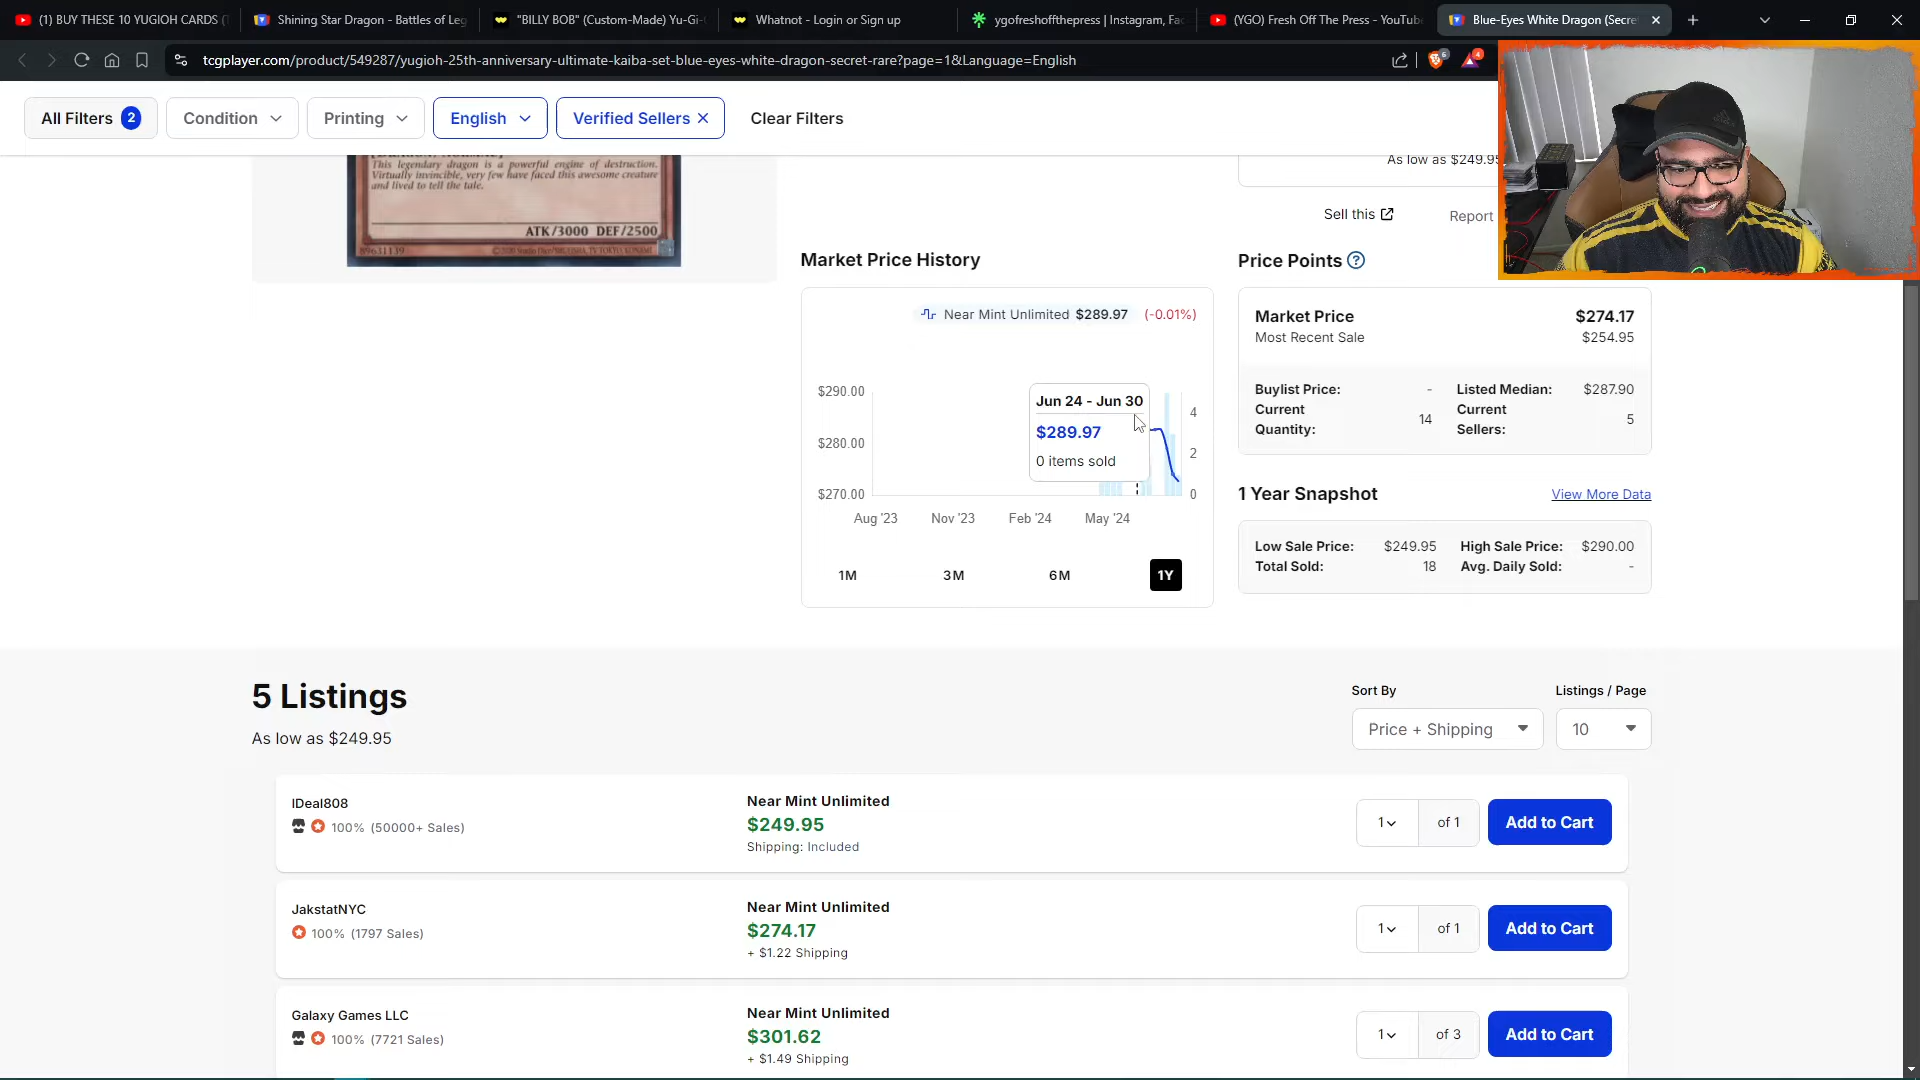 (1) BUY THESE 10 YUGIOH CARDS (
Shining Star Dragon - Battles of Leg
"BILLY BOB" (Custom-Made) Yu-Gi-
Whatnot - Login or Sign up
ygofreshoffthepress | Instagram, Fac
(YGO) Fresh Off The Press - YouTube
Blue-Eyes White Dragon (Secre
tcgplayer.com/product/549287/yugioh-25th-anniversary-ultimate-kaiba-set-blue-eyes-white-dragon-secret-rare?page=1&Language=English
6
4
All Filters 2
Condition
Printing
English
Verified Sellers
Clear Filters
This legendary dragon is a powerful engine of destruction.
Virtually invincible, very few have faced this awesome creature
and lived to tell the tale.
ATK/3000 DEF/2500
89631139
As low as $249.95
Sell this
Report
Market Price History
Near Mint Unlimited $289.97 (-0.01%)
$290.00
$280.00
$270.00
4
2
0
Jun 24 - Jun 30
$289.97
0 items sold
Aug '23
Nov '23
Feb '24
May '24
1M
3M
6M
1Y
Price Points
Market Price $274.17
Most Recent Sale $254.95
Buylist Price: -
Listed Median: $287.90
Current Quantity: 14
Current Sellers: 5
1 Year Snapshot
View More Data
Low Sale Price: $249.95 High Sale Price: $290.00
Total Sold: 18 Avg. Daily Sold: -
5 Listings
As low as $249.95
Sort By
Price + Shipping
Listings / Page
10
IDeal808
100% (50000+ Sales)
Near Mint Unlimited
$249.95
Shipping: Included
1 of 1
Add to Cart
JakstatNYC
100% (1797 Sales)
Near Mint Unlimited
$274.17
+ $1.22 Shipping
1 of 1
Add to Cart
Galaxy Games LLC
100% (7721 Sales)
Near Mint Unlimited
$301.62
+ $1.49 Shipping
1 of 3
Add to Cart